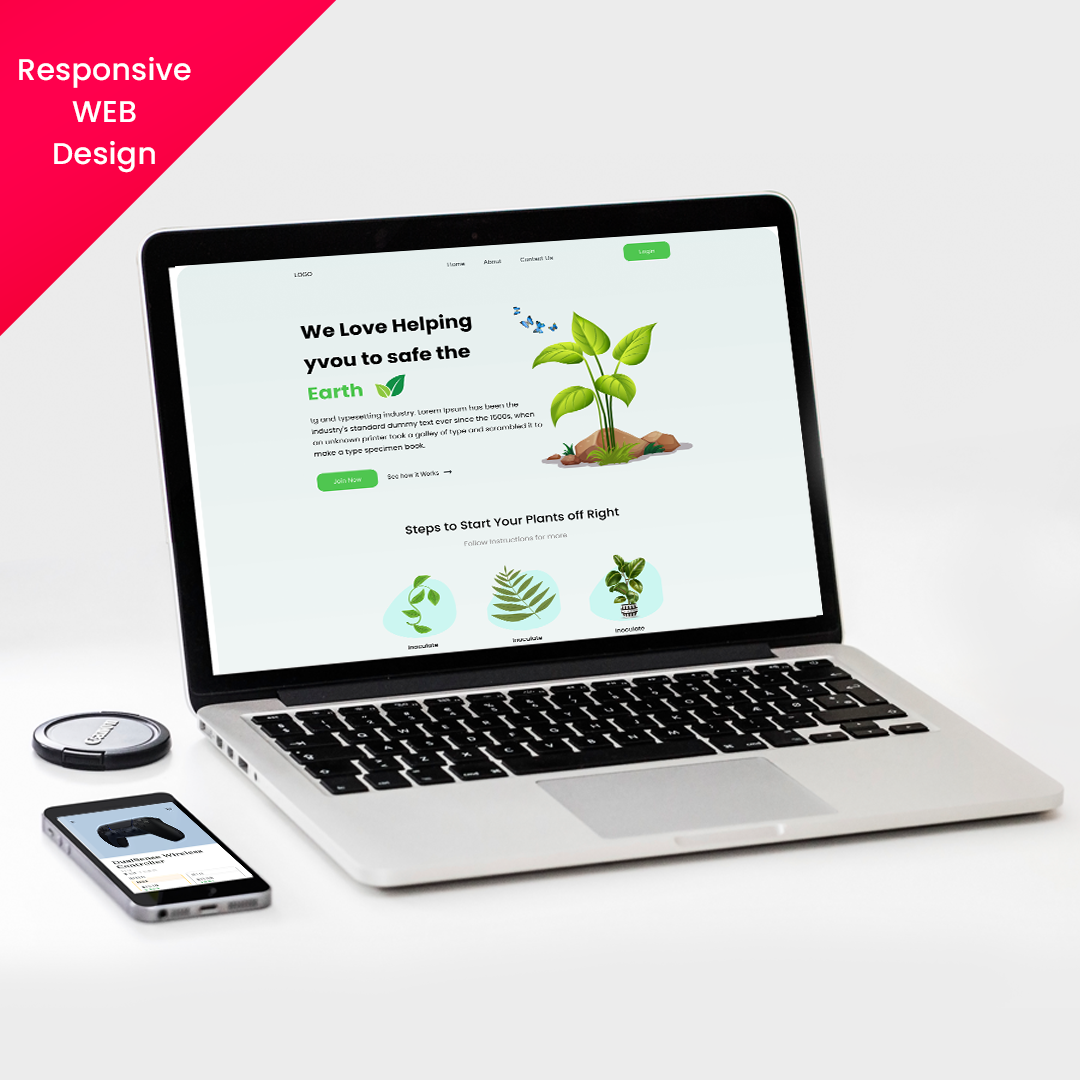 Responsive
WEB
Design
LOGO
Home
About
Contact Us
Login
We Love Helping
yvou to safe the
Earth
and typesetting industry. Lorem Ipsum has been the
industry's standard dummy text ever since the 1500s, when
an unknown printer took a galley of type and scrambled it to
make a type specimen book.
Join Now
See how it Works
Steps to Start Your Plants off Right
Follow instructions for more
Inoculate
Inoculate
Inoculate
DualSense Wireless
Controller